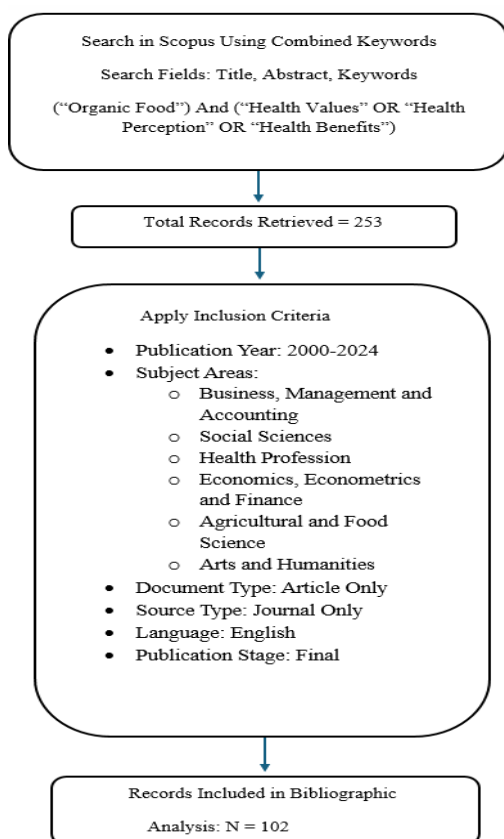 Search in Scopus Using Combined Keywords
Search Fields: Title, Abstract, Keywords
(“Organic Food”) And (“Health Values” OR “Health
Perception” OR “Health Benefits”)
Total Records Retrieved = 253
Apply Inclusion Criteria
• Publication Year: 2000-2024
• Subject Areas:
o Business, Management and
Accounting
o Social Sciences
o Health Profession
o Economics, Econometrics
and Finance
o Agricultural and Food
Science
o Arts and Humanities
• Document Type: Article Only
• Source Type: Journal Only
• Language: English
• Publication Stage: Final
Records Included in Bibliographic
Analysis: N = 102